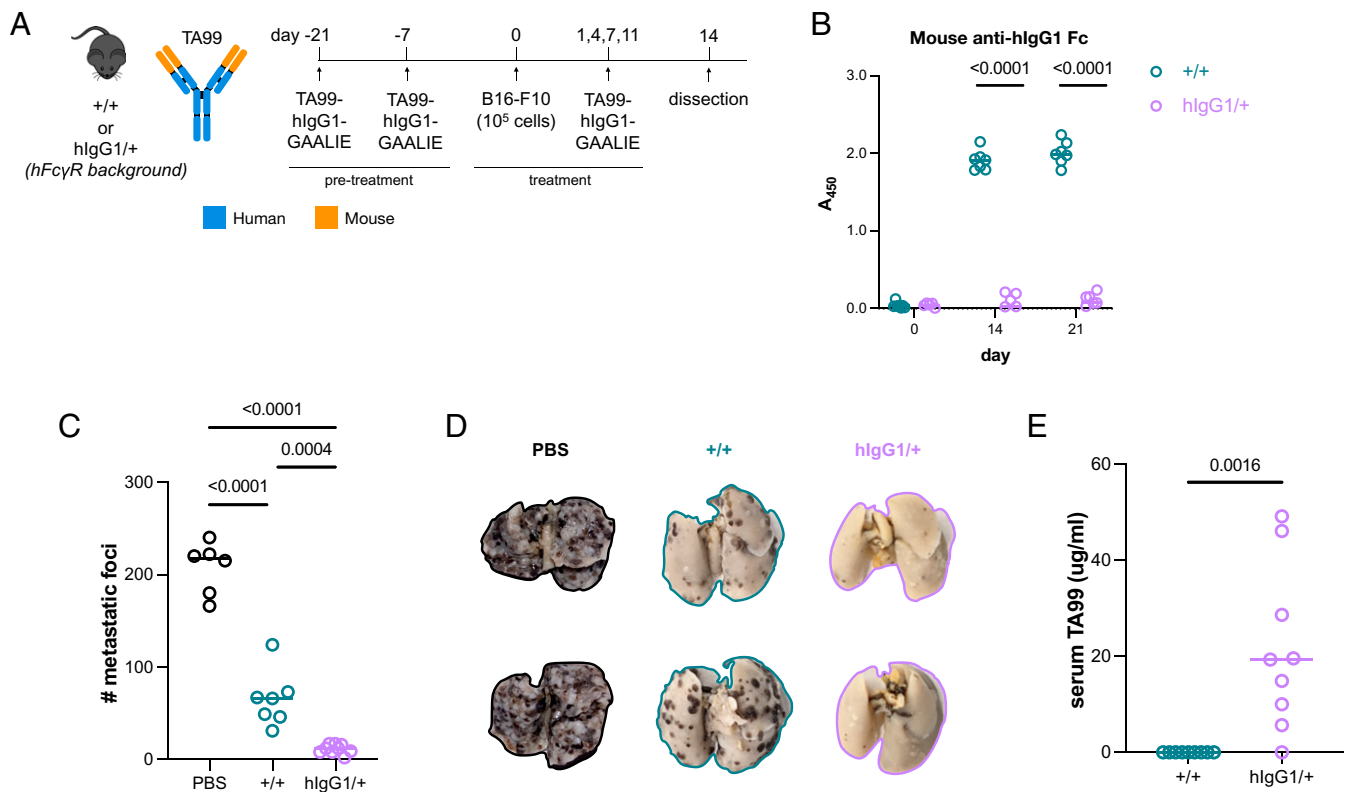 A
TA99
+/+
or
hIgG1/+
(hFcγR background)
day -21
-7
0
1,4,7,11
14
TA99-
hIgG1-
GAALIE
TA99-
hIgG1-
GAALIE
B16-F10
(10⁵ cells)
TA99-
hIgG1-
GAALIE
dissection
pre-treatment
treatment
Human
Mouse
B
Mouse anti-hIgG1 Fc
<0.0001
<0.0001
+/+
hIgG1/+
A₄₅₀
3.0
2.0
1.0
0.0
0
14
21
day
C
<0.0001
0.0004
<0.0001
# metastatic foci
300
200
100
0
PBS
+/+
hIgG1/+
D
PBS
+/+
hIgG1/+
E
0.0016
serum TA99 (ug/ml)
60
40
20
0
+/+
hIgG1/+